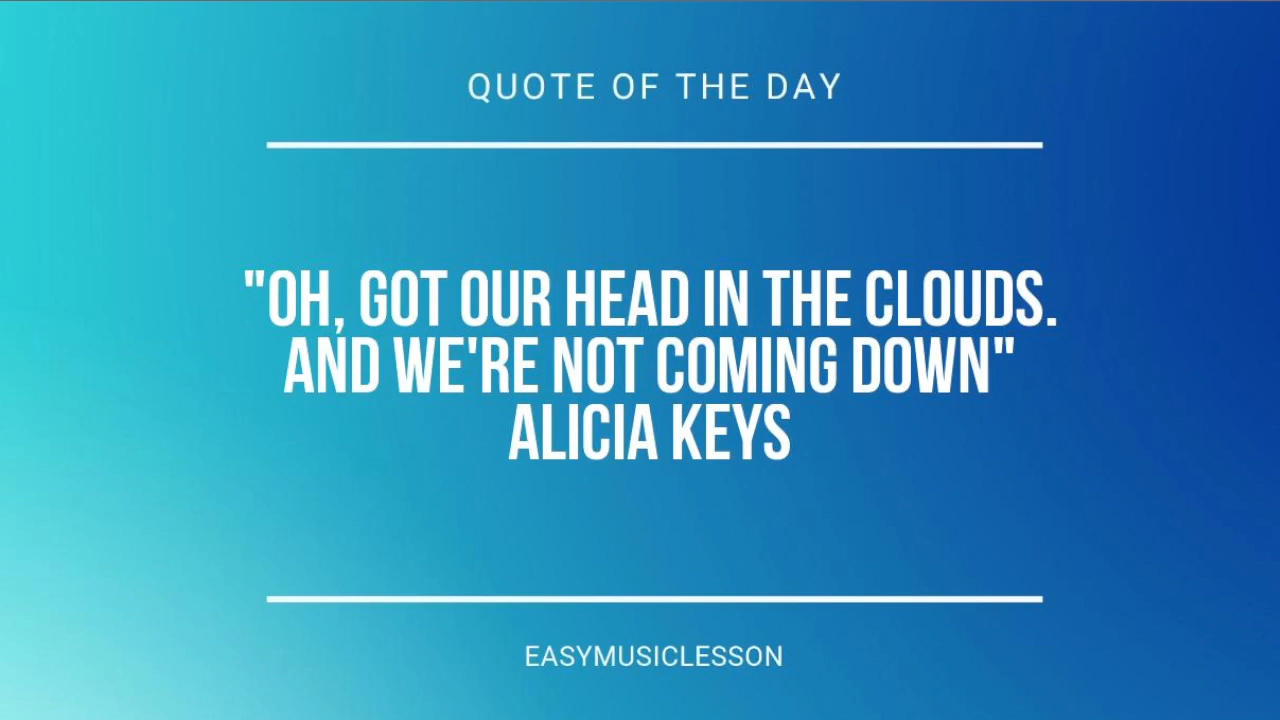 QUOTE OF THE DAY
"OH, GOT OUR HEAD IN THE CLOUDS.
AND WE'RE NOT COMING DOWN"
ALICIA KEYS
EASYMUSICLESSON